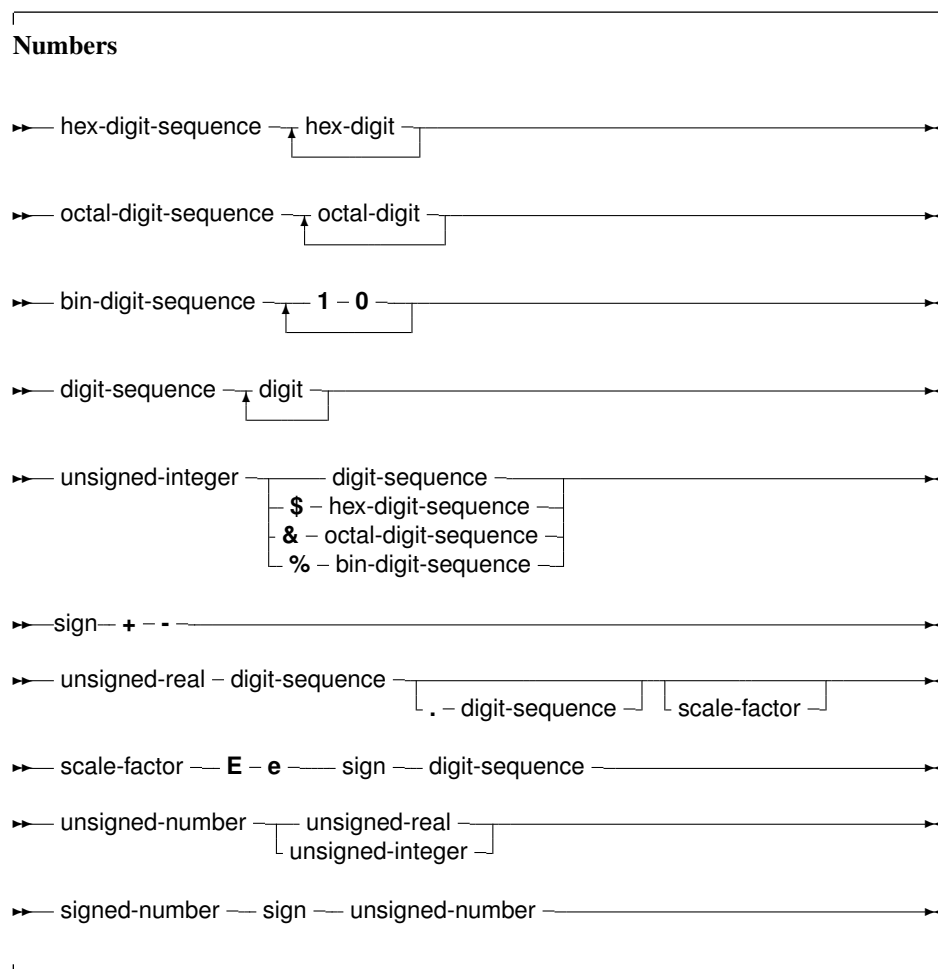 Numbers
hex-digit-sequence hex-digit
octal-digit-sequence octal-digit
bin-digit-sequence 1 0
digit-sequence digit
unsigned-integer digit-sequence
$ hex-digit-sequence
& octal-digit-sequence
% bin-digit-sequence
sign + -
unsigned-real digit-sequence
. digit-sequence scale-factor
scale-factor E e sign digit-sequence
unsigned-number unsigned-real
unsigned-integer
signed-number sign unsigned-number